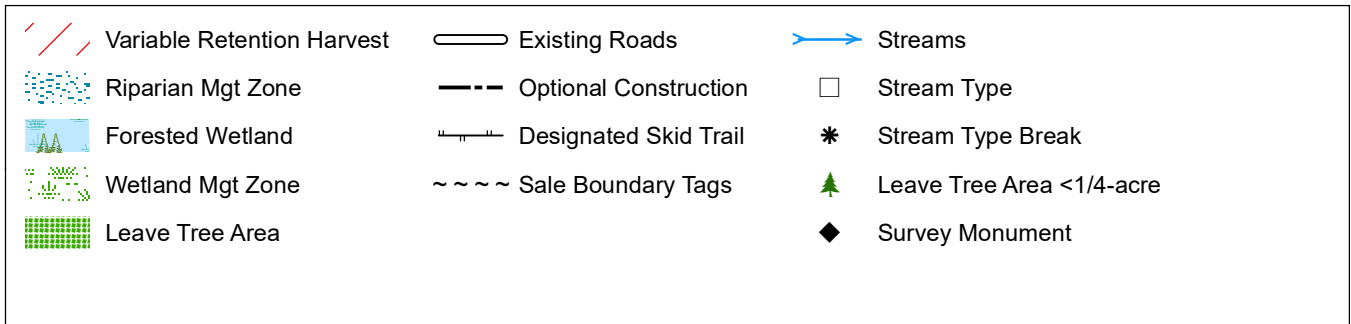 Variable Retention Harvest
Riparian Mgt Zone
Forested Wetland
Wetland Mgt Zone
Leave Tree Area
Existing Roads
Optional Construction
Designated Skid Trail
Sale Boundary Tags
Streams
Stream Type
Stream Type Break
Leave Tree Area <1/4-acre
Survey Monument